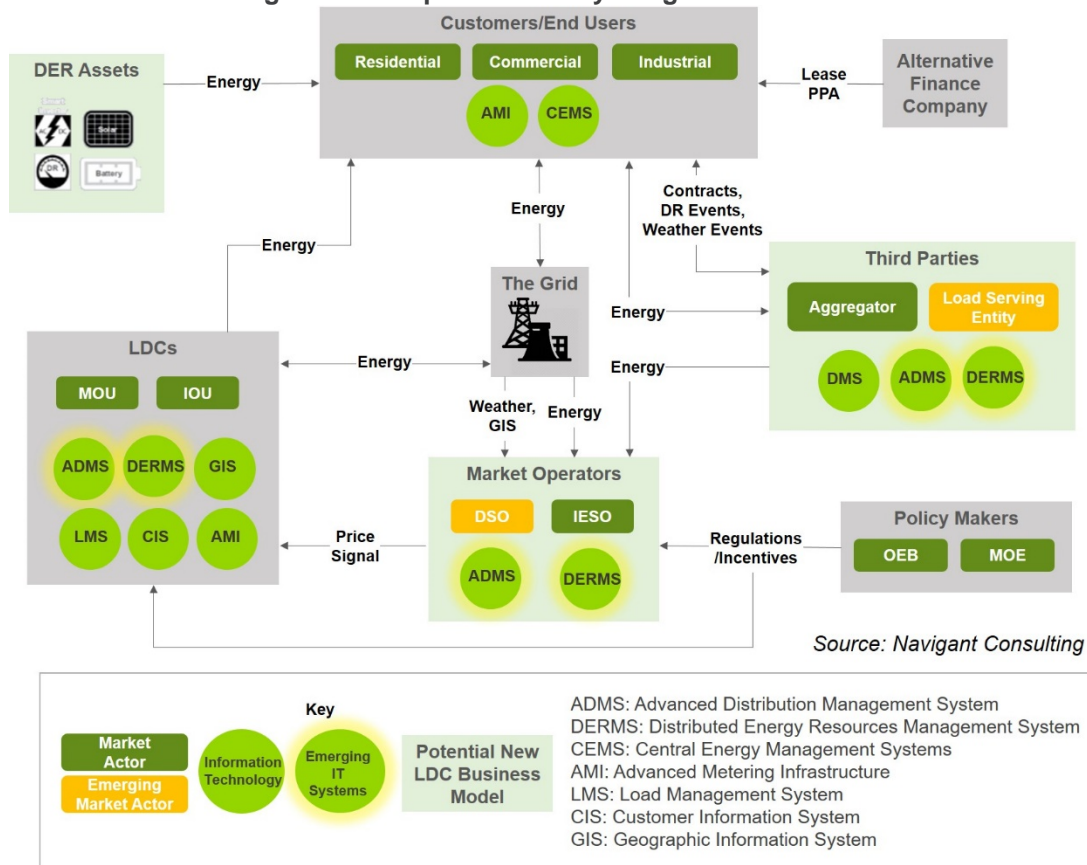 Customers/End Users
DER Assets
Residential
Commercial
Industrial
Alternative
Finance
Company
Energy
Lease
PPA
AMI
CEMS
AC
DC
Solar
DR
Battery
Contracts,
DR Events,
Weather Events
Energy
Energy
Third Parties
The Grid
Aggregator
Load Serving
Entity
Energy
LDCs
Energy
Energy
MOU
IOU
DMS
ADMS
DERMS
Weather,
GIS
Energy
ADMS
DERMS
GIS
Market Operators
DSO
IESO
Policy Makers
LMS
CIS
AMI
Price
Signal
ADMS
DERMS
Regulations
/Incentives
OEB
MOE
Source: Navigant Consulting
Key
Market
Actor
Emerging
Market Actor
Information
Technology
Emerging
IT
Systems
Potential New
LDC Business
Model
ADMS: Advanced Distribution Management System
DERMS: Distributed Energy Resources Management System
CEMS: Central Energy Management Systems
AMI: Advanced Metering Infrastructure
LMS: Load Management System
CIS: Customer Information System
GIS: Geographic Information System